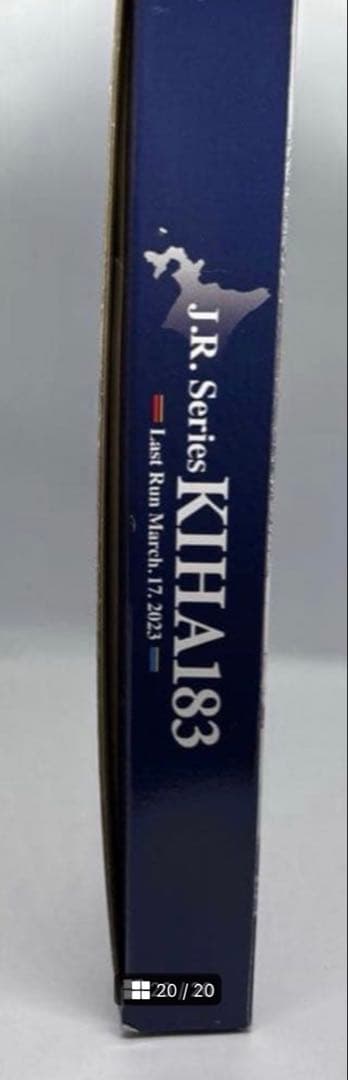 J.R. Series KIHA183
Last Run March.17. 2023
20 / 20